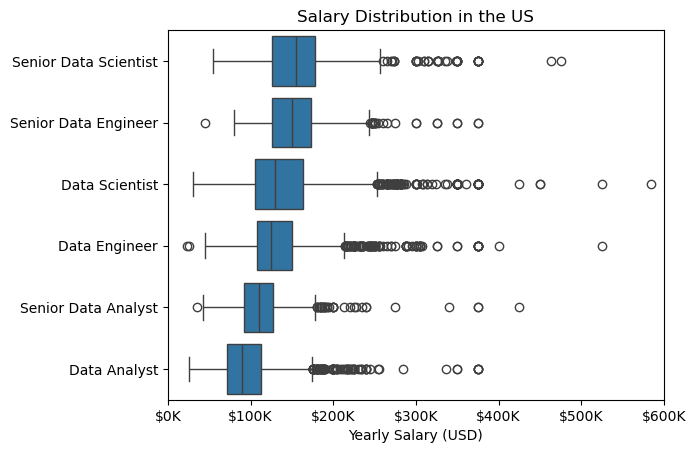 Salary Distribution in the US
Senior Data Scientist
Senior Data Engineer
Data Scientist
Data Engineer
Senior Data Analyst
Data Analyst
$0K $100K $200K $300K $400K $500K $600K
Yearly Salary (USD)